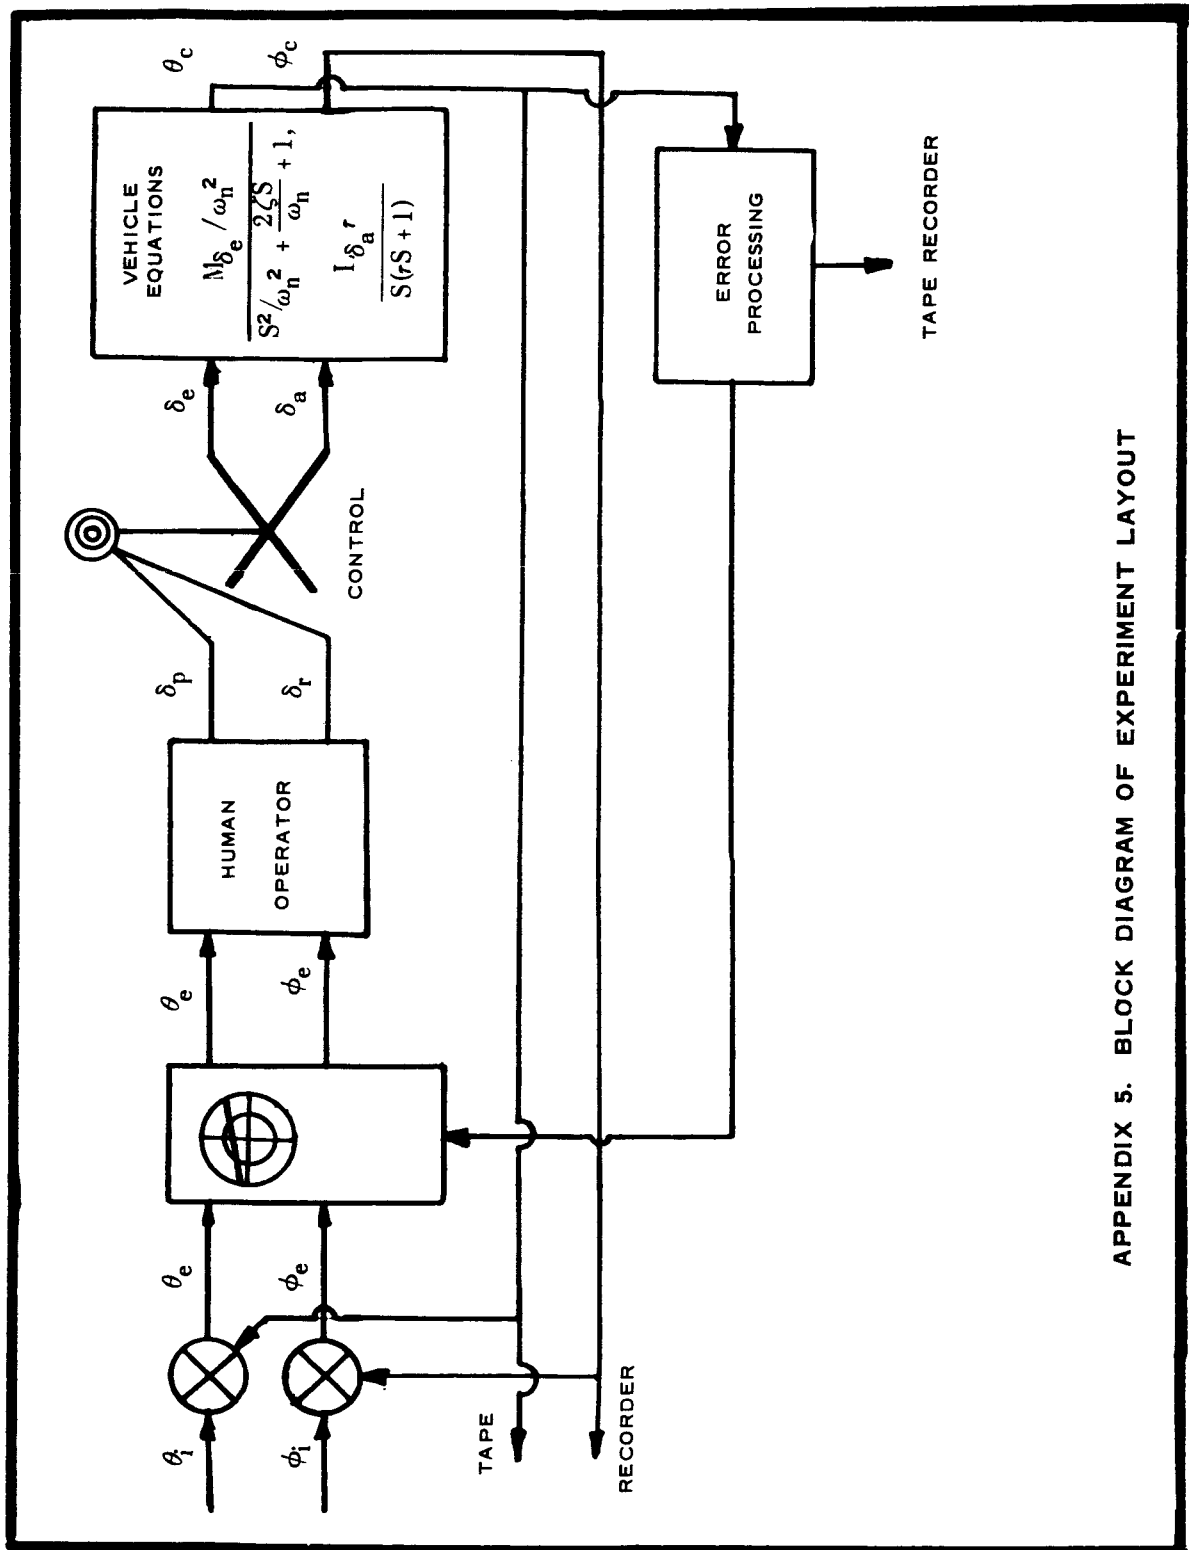 θi
ϕi
θe
ϕe
θe
ϕe
HUMAN
OPERATOR
δp
δr
CONTROL
δe
δa
VEHICLE
EQUATIONS
Mδe / ωn²
S²/ωn² + 2ζS/ωn + 1,
Lδa τ
S(τS + 1)
θc
ϕc
TAPE
RECORDER
ERROR
PROCESSING
TAPE RECORDER
APPENDIX 5. BLOCK DIAGRAM OF EXPERIMENT LAYOUT